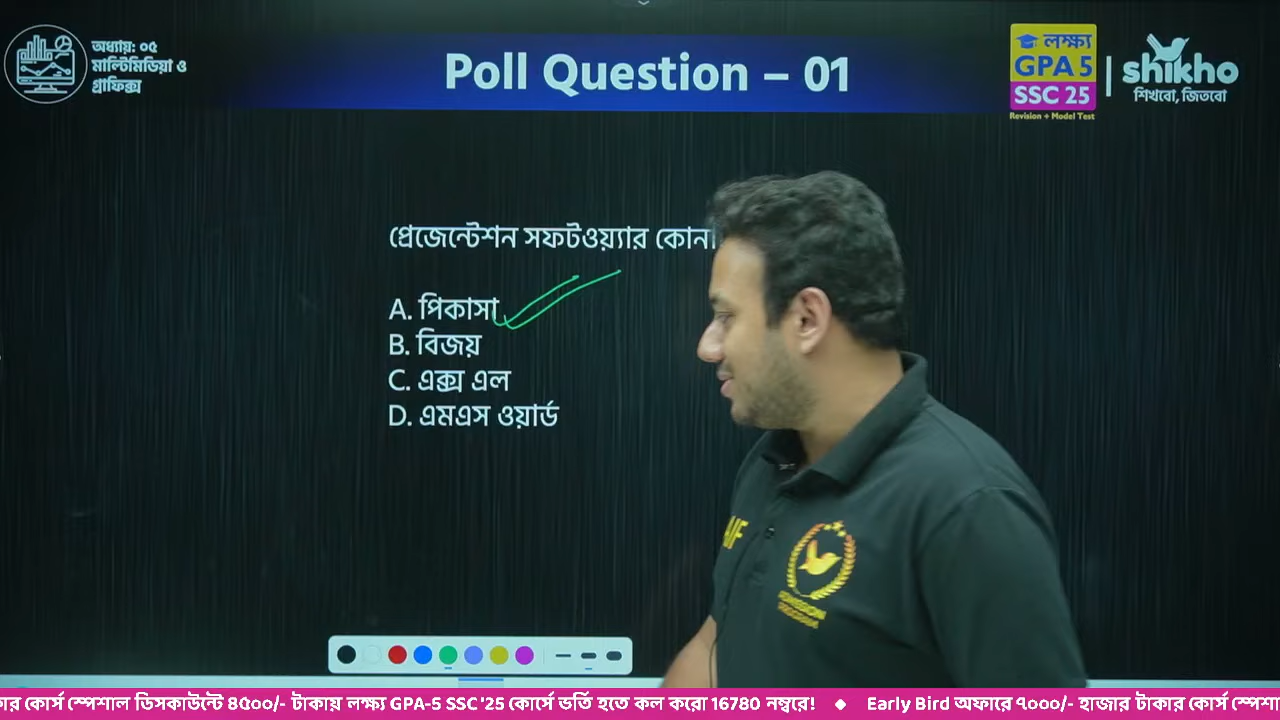 অধ্যায়: ০৫
মাল্টিমিডিয়া ও
গ্রাফিক্স
Poll Question – 01
লক্ষ্য
GPA 5
SSC 25
Revision + Model Test
shikho
শিখবো, জিতবো
প্রেজেন্টেশন সফটওয়্যার
A. পিকাসা
B. বিজয়
C. এক্স এল
D. এমএস ওয়ার্ড
কোর্স স্পেশাল ডিসকাউন্টে ৪৫০০/- টাকায় লক্ষ্য GPA-5 SSC '25 কোর্সে ভর্তি হতে কল করো 16780 নম্বরে! ◆ Early Bird অফারে ৭০০০/- হাজার টাকার কোর্স